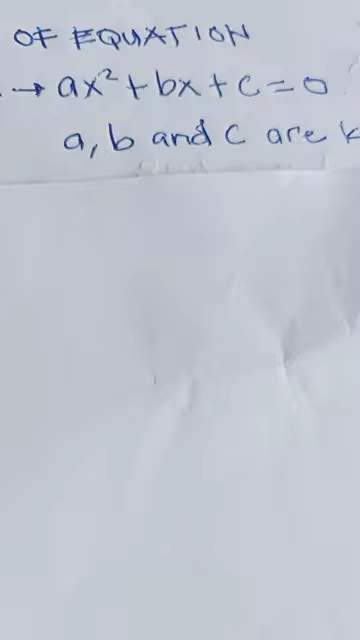 OF EQUATION
→ ax² + bx + c = 0
a, b and c are